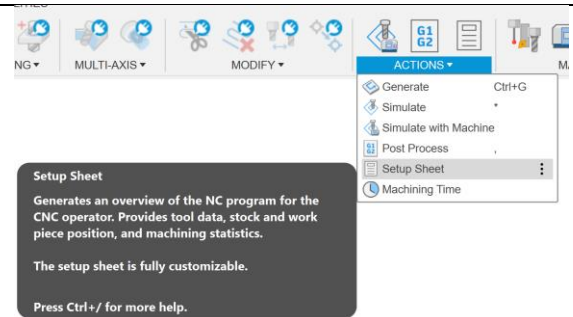 NG ▾
MULTI-AXIS ▾
MODIFY ▾
G1
G2
ACTIONS ▾
Generate Ctrl+G
Simulate *
Simulate with Machine
Post Process ,
Setup Sheet
Machining Time
Setup Sheet
Generates an overview of the NC program for the
CNC operator. Provides tool data, stock and work
piece position, and machining statistics.
The setup sheet is fully customizable.
Press Ctrl+/ for more help.